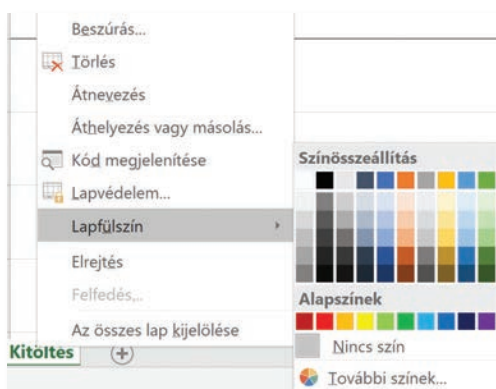 Beszúrás...
Törlés
Átnevezés
Áthelyezés vagy másolás...
Kód megjelenítése
Lapvédelem...
Lapfülszín
Elrejtés
Felfedés...
Az összes lap kijelölése
Kitöltés
Színösszeállítás
Alapszínek
Nincs szín
További színek...